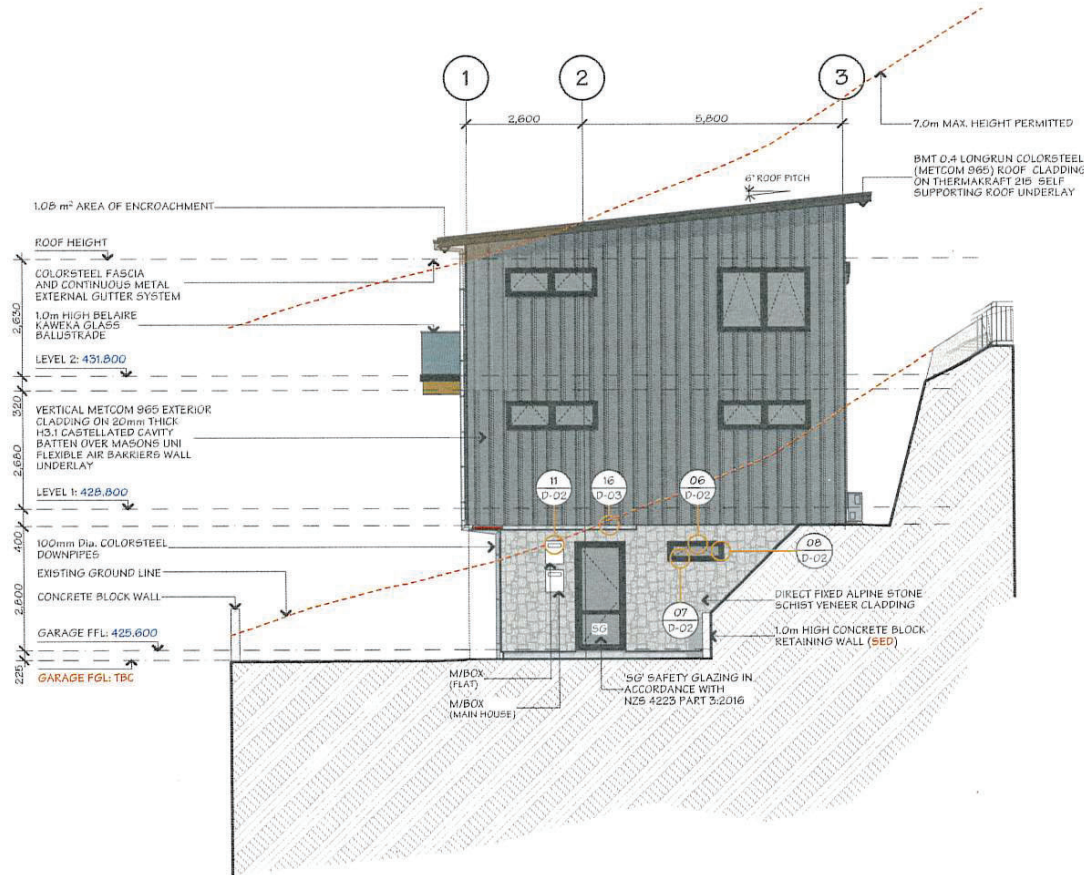 1
2
3
2,600
5,800
7.0m MAX. HEIGHT PERMITTED
BMT 0.4 LONGRUN COLORSTEEL
(METCOM 965) ROOF CLADDING
ON THERMAKRAFT 215 SELF
SUPPORTING ROOF UNDERLAY
6° ROOF PITCH
1.08 m² AREA OF ENCROACHMENT
ROOF HEIGHT
COLORSTEEL FASCIA
AND CONTINUOUS METAL
EXTERNAL GUTTER SYSTEM
1.0m HIGH BELAIRE
KAWEKA GLASS
BALUSTRADE
LEVEL 2: 431.800
VERTICAL METCOM 965 EXTERIOR
CLADDING ON 20mm THICK
H3.1 CASTELLATED CAVITY
BATTEN OVER MASONS UNI
FLEXIBLE AIR BARRIERS WALL
UNDERLAY
LEVEL 1: 428.800
100mm Dia. COLORSTEEL
DOWNPIPES
EXISTING GROUND LINE
CONCRETE BLOCK WALL
GARAGE FFL: 425.600
GARAGE FGL: TBC
2,630
320
2,680
400
2,800
225
11
D-02
16
D-03
06
D-02
08
D-02
07
D-02
SG
DIRECT FIXED ALPINE STONE
SCHIST VENEER CLADDING
1.0m HIGH CONCRETE BLOCK
RETAINING WALL (SED)
M/BOX
(FLAT)
M/BOX
(MAIN HOUSE)
'SG' SAFETY GLAZING IN
ACCORDANCE WITH
NZS 4223 PART 3:2016